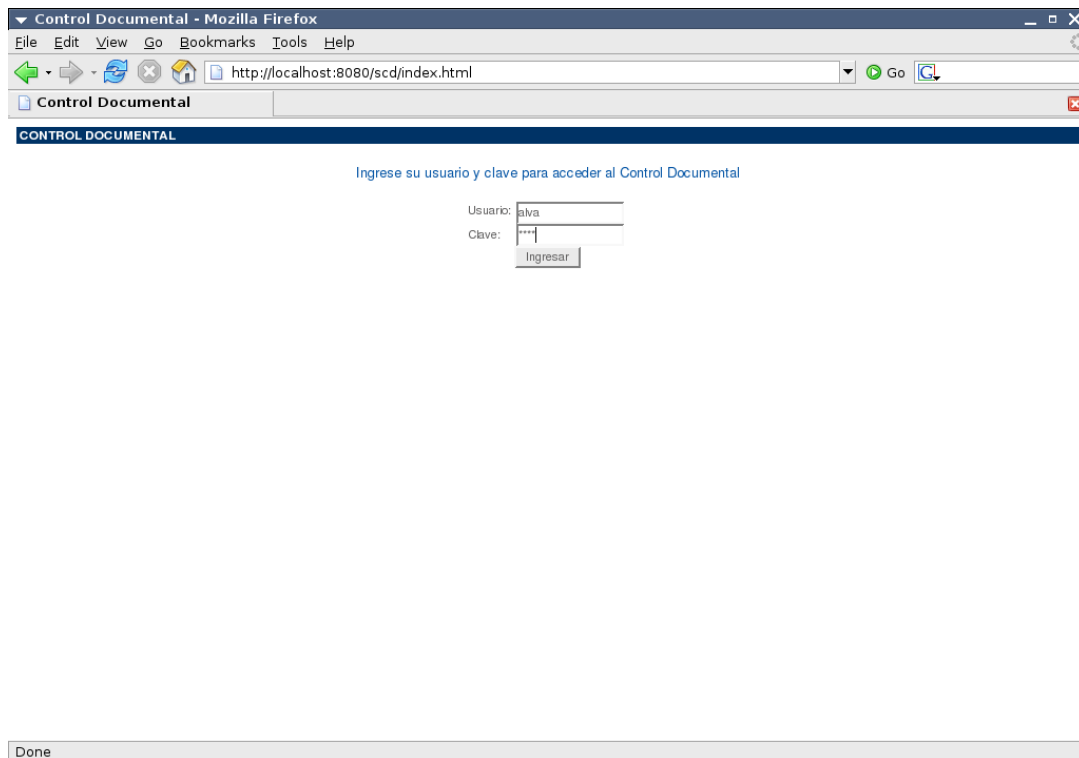 Control Documental - Mozilla Firefox
File Edit View Go Bookmarks Tools Help
http://localhost:8080/scd/index.html Go G
Control Documental
CONTROL DOCUMENTAL
Ingrese su usuario y clave para acceder al Control Documental
Usuario: alva
Clave: ****
Ingresar
Done